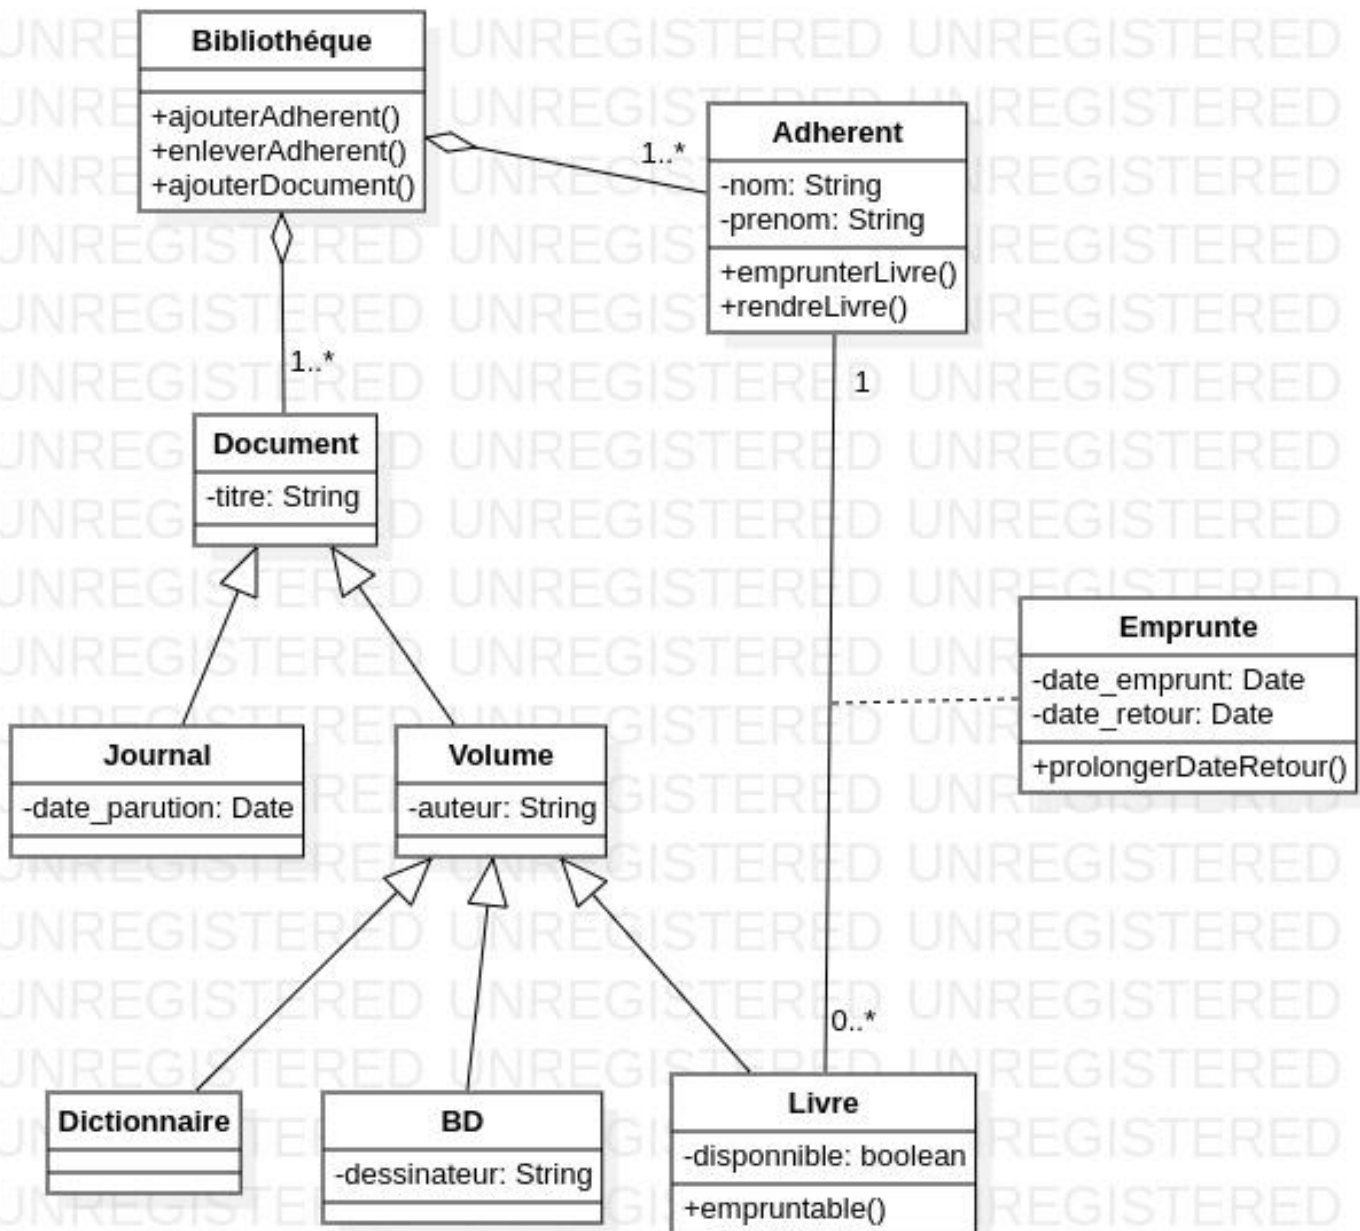 Bibliothéque
+ajouterAdherent()
+enleverAdherent()
+ajouterDocument()
1..*
Adherent
-nom: String
-prenom: String
+emprunterLivre()
+rendreLivre()
1..*
1
Document
-titre: String
Emprunte
-date_emprunt: Date
-date_retour: Date
+prolongerDateRetour()
Journal
-date_parution: Date
Volume
-auteur: String
0..*
Dictionnaire
BD
-dessinateur: String
Livre
-disponnible: boolean
+empruntable()
UNREGISTERED